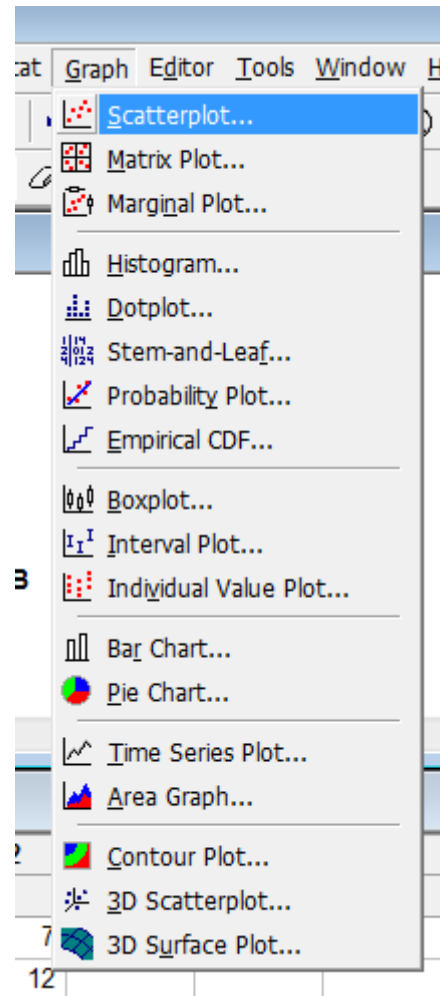 tat Graph Editor Tools Window H
Scatterplot...
Matrix Plot...
Marginal Plot...
Histogram...
Dotplot...
Stem-and-Leaf...
Probability Plot...
Empirical CDF...
Boxplot...
Interval Plot...
B
Individual Value Plot...
Bar Chart...
Pie Chart...
Time Series Plot...
Area Graph...
2
Contour Plot...
3D Scatterplot...
7
3D Surface Plot...
12